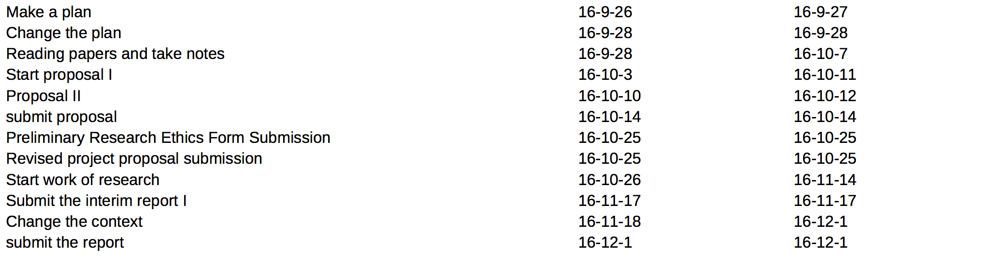 Make a plan 16-9-26 16-9-27
Change the plan 16-9-28 16-9-28
Reading papers and take notes 16-9-28 16-10-7
Start proposal I 16-10-3 16-10-11
Proposal II 16-10-10 16-10-12
submit proposal 16-10-14 16-10-14
Preliminary Research Ethics Form Submission 16-10-25 16-10-25
Revised project proposal submission 16-10-25 16-10-25
Start work of research 16-10-26 16-11-14
Submit the interim report I 16-11-17 16-11-17
Change the context 16-11-18 16-12-1
submit the report 16-12-1 16-12-1